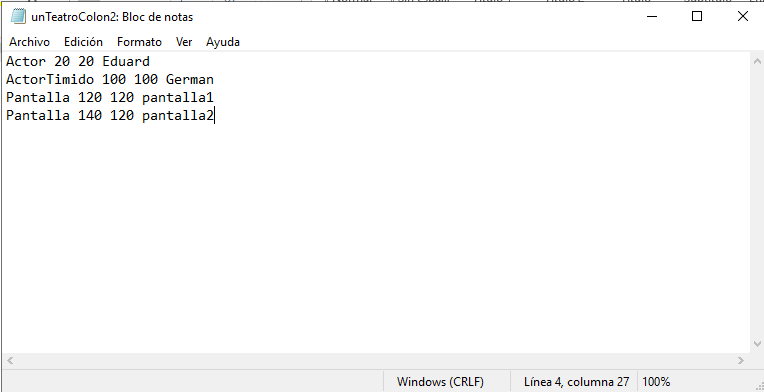 unTeatroColon2: Bloc de notas
Archivo Edición Formato Ver Ayuda
Actor 20 20 Eduard
ActorTimido 100 100 German
Pantalla 120 120 pantalla1
Pantalla 140 120 pantalla2
Windows (CRLF) Línea 4, columna 27 100%